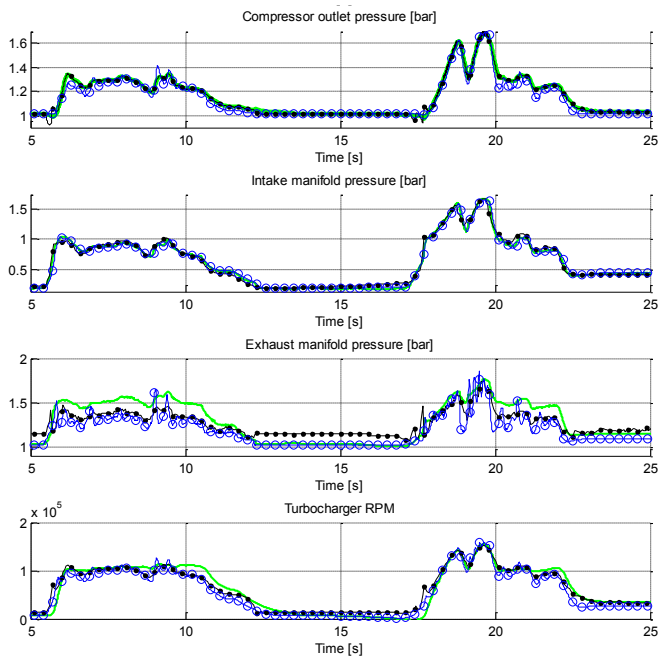 Compressor outlet pressure [bar]
1.6
1.4
1.2
1
5 10 15 20 25
Time [s]
Intake manifold pressure [bar]
1.5
1
0.5
5 10 15 20 25
Time [s]
Exhaust manifold pressure [bar]
2
1.5
1
5 10 15 20 25
Time [s]
Turbocharger RPM
x 10^5
2
1
0
5 10 15 20 25
Time [s]